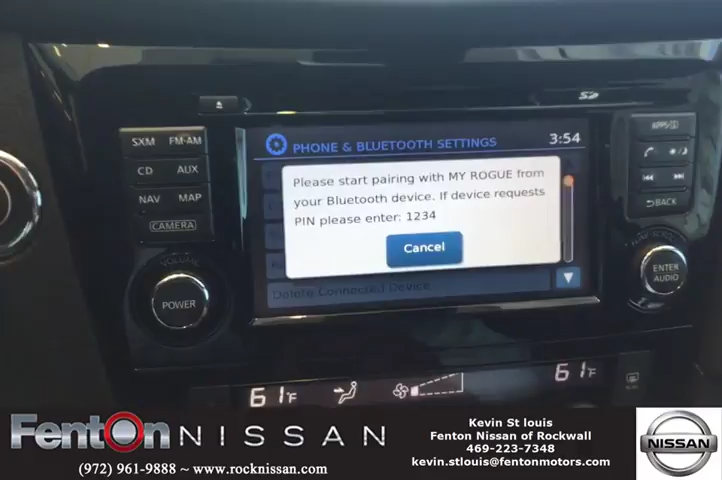 SD
SXM FM-AM
CD AUX
NAV MAP
CAMERA
VOLUME
POWER
PHONE & BLUETOOTH SETTINGS 3:54
Please start pairing with MY ROGUE from
your Bluetooth device. If device requests
PIN please enter: 1234
Cancel
Delete Connected Device
BACK
TUNE·SCROLL
ENTER
AUDIO
61°F
61°F
Fenton NISSAN
(972) 961-9888 ~ www.rocknissan.com
Kevin St louis
Fenton Nissan of Rockwall
469-223-7348
kevin.stlouis@fentonmotors.com
NISSAN